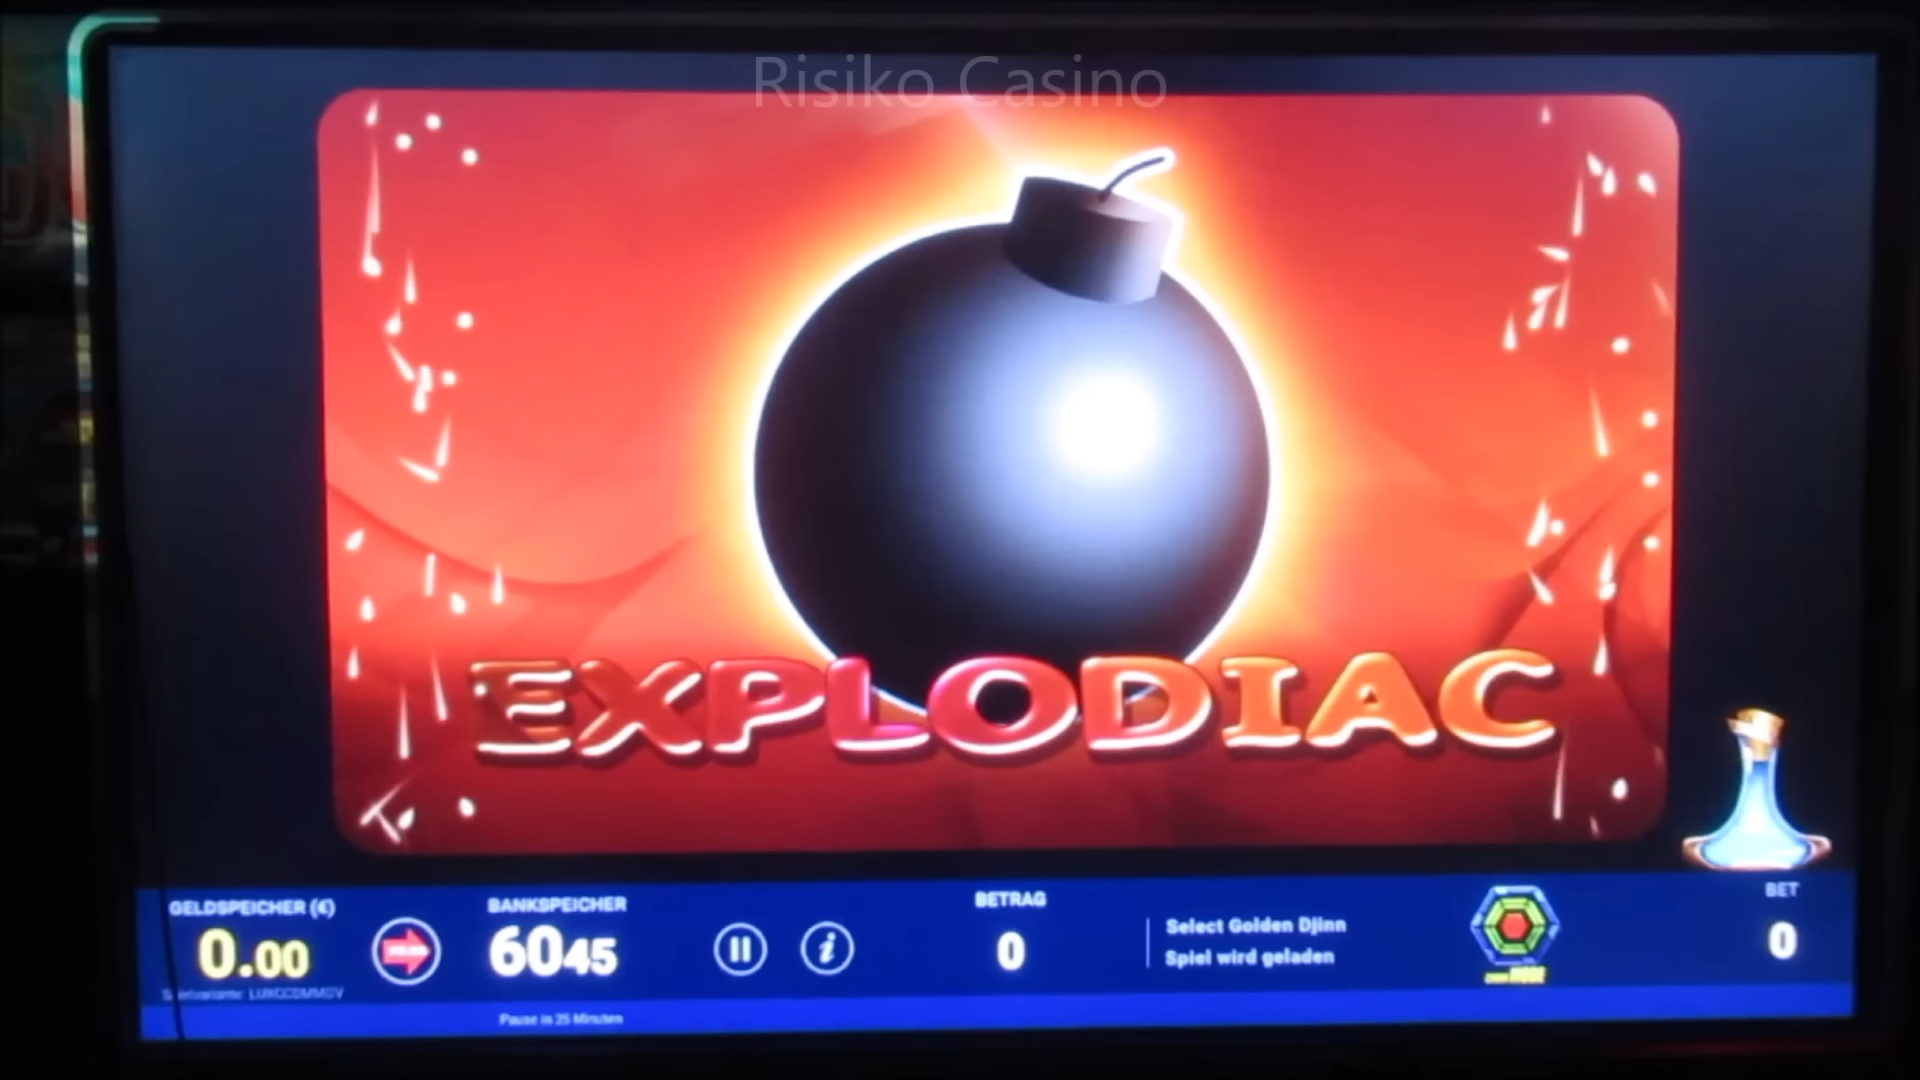 Risiko Casino
EXPLODIAC
GELDSPEICHER (€)
0.00
BANKSPEICHER
6045
BETRAG
0
Select Golden Djinn
Spiel wird geladen
BET
0
Pause in 25 Minuten